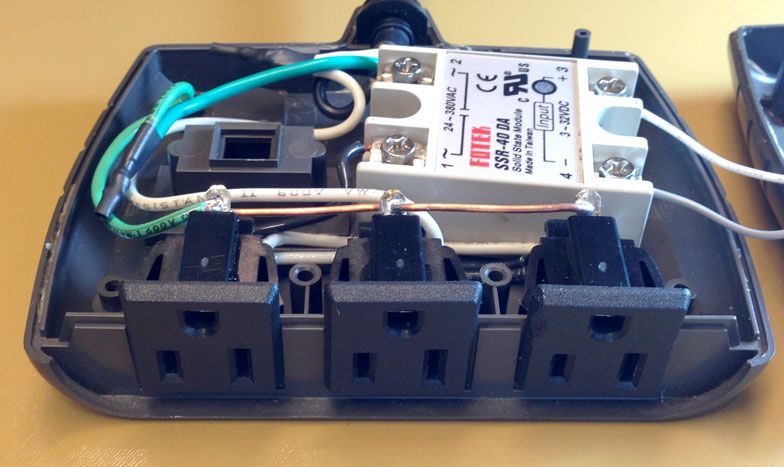 2
~
24-380VAC
~
1
FOTEK
SSR-40 DA
Solid State Module
Made in Taiwan
CE
C US
Input
+ 3
3-32VDC
4 -
600V
600V